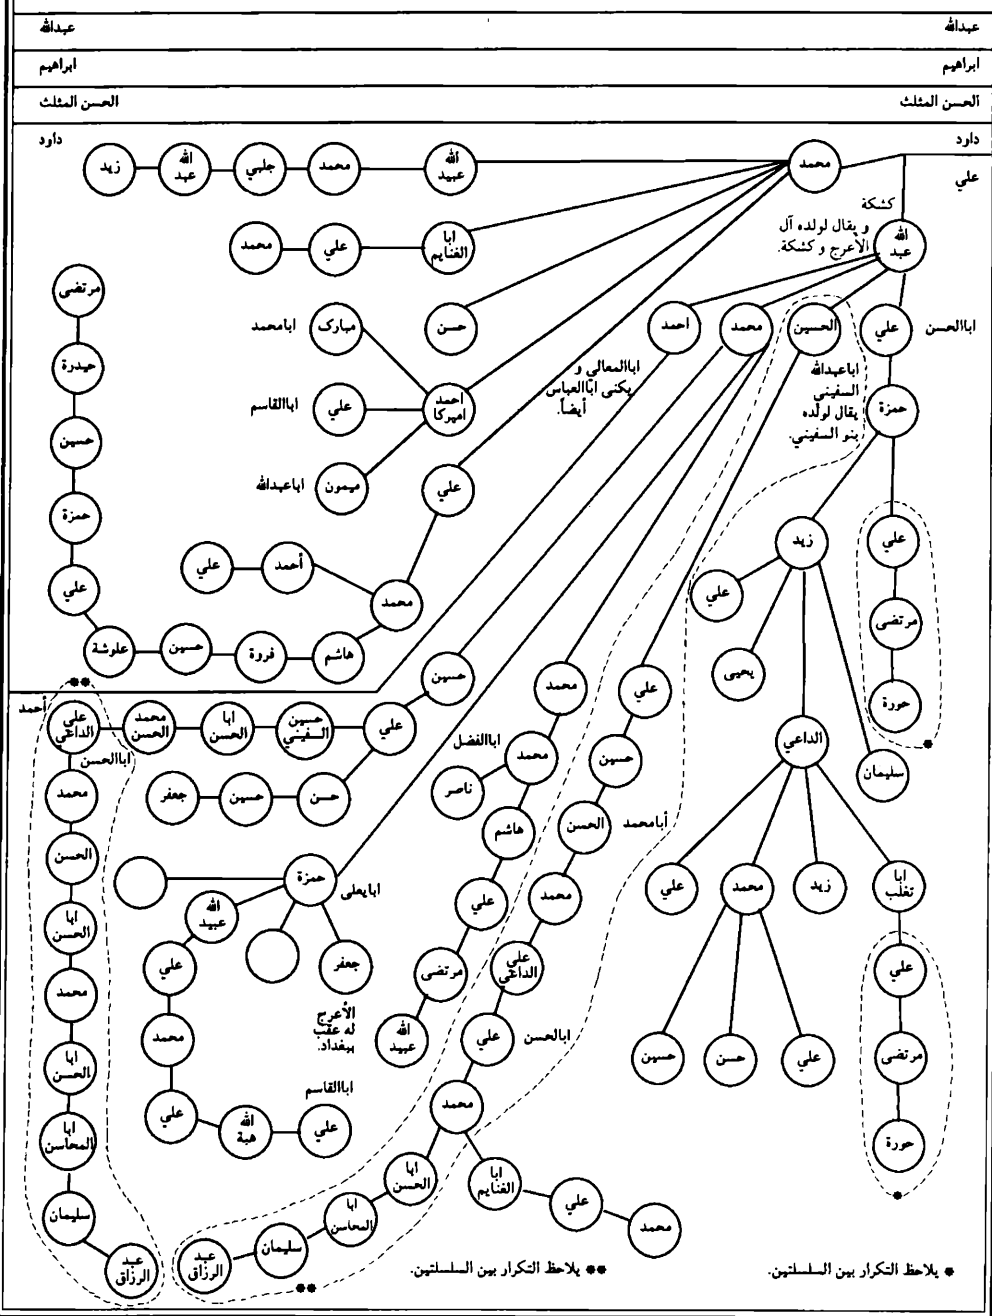 عبدالله
عبدالله
ابراهيم
ابراهيم
الحسن المثلث
الحسن المثلث
داود
داود
علي
محمد
الله
عبيد
محمد
جلبي
الله
عبد
زيد
كشكة
و يقال لولده آل
الأعرج و كشكة.
الله
عبد
ابا
الغنايم
علي
محمد
مرتضى
حسن
مبارك
ابامحمد
احمد
محمد
الحسين
علي
اباالحسن
اباعبدالله
السفيني
يقال لولده
بنو السفيني.
اباالمعالي و
يكنى اباالعباس
أيضاً.
حيدرة
احمد
اميركا
علي
اباالقاسم
حمزة
حسين
علي
ميمون
اباعبدالله
حمزة
زيد
علي
أحمد
علي
علي
محمد
علي
مرتضى
علوشة
حسين
فروة
هاشم
يحيى
حسين
محمد
علي
حورة
**
أحمد
علي
الداعي
محمد
الحسن
ابا
الحسن
حسين
السفيني
علي
الداعي
*
اباالحسن
اباالفضل
محمد
حسين
سليمان
محمد
جعفر
حسين
حسن
ناصر
هاشم
الحسن
أبامحمد
الحسن
حمزة
ابايعلى
الله
عبيد
علي
محمد
علي
محمد
زيد
ابا
تغلب
ابا
الحسن
علي
جعفر
مرتضى
علي
الداعي
علي
محمد
الأعرج
له عقب
ببغداد.
محمد
الله
عبيد
علي
ابالحسن
حسين
حسن
علي
مرتضى
ابا
الحسن
اباالقاسم
علي
الله
هبة
علي
محمد
حورة
ابا
المحاسن
ابا
الحسن
ابا
الغنايم
علي
محمد
*
سليمان
ابا
المحاسن
سليمان
عبد
الرزاق
عبد
الرزاق
**
* يلاحظ التكرار بين السلسلتين.
** يلاحظ التكرار بين السلسلتين.